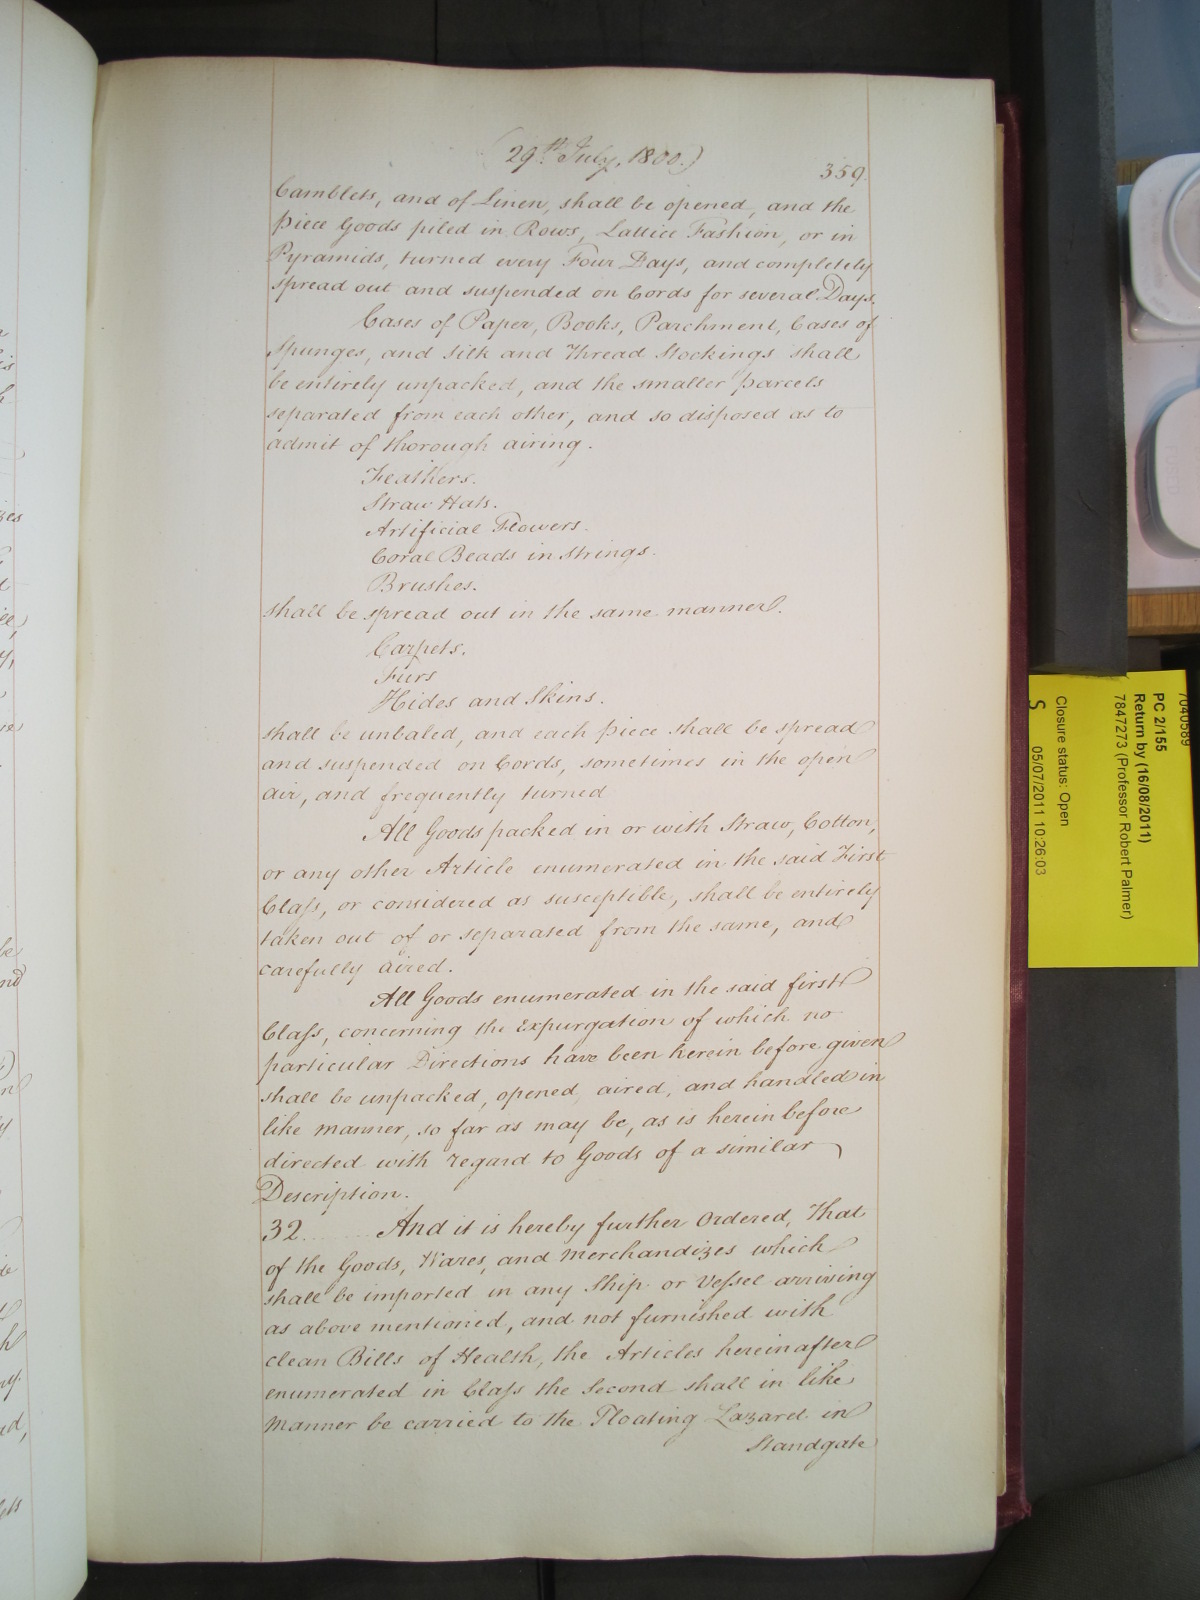 (29th July, 1800.)
359.
Camblets, and of Linen, shall be opened, and the
piece Goods piled in Rows, Lattice Fashion, or in
Pyramids, turned every Four Days, and completely
spread out and suspended on Cords for several Days.
Cases of Paper, Books, Parchment, Cases of
Spunges, and Silk and Thread Stockings shall
be entirely unpacked, and the smaller parcels
separated from each other, and so disposed as to
admit of thorough airing.
Feathers.
Straw Hats.
Artificial Flowers.
Coral Beads in strings.
Brushes.
shall be spread out in the same manner.
Carpets.
Furs
Hides and Skins.
shall be unbaled, and each piece shall be spread
and suspended on Cords, sometimes in the open
air, and frequently turned
All Goods packed in or with Straw, Cotton,
or any other Article enumerated in the said First
Class, or considered as susceptible, shall be entirely
taken out of or separated from the same, and
carefully aired.
All Goods enumerated in the said first
Class, concerning the Expurgation of which no
particular Directions have been herein before given
shall be unpacked, opened, aired, and handled in
like manner, so far as may be, as is herein before
directed with regard to Goods of a similar
Description.
32...... And it is hereby further Ordered, That
of the Goods, Wares, and Merchandizes which
shall be imported in any Ship or Vessel arriving
as above mentioned, and not furnished with
clean Bills of Health, the Articles hereinafter
enumerated in Class the Second shall in like
Manner be carried to the Floating Lazaret in
Standgate
7040589
PC 2/155
Return by (16/08/2011)
7847273 (Professor Robert Palmer)
Closure status: Open
S 05/07/2011 10:26:03